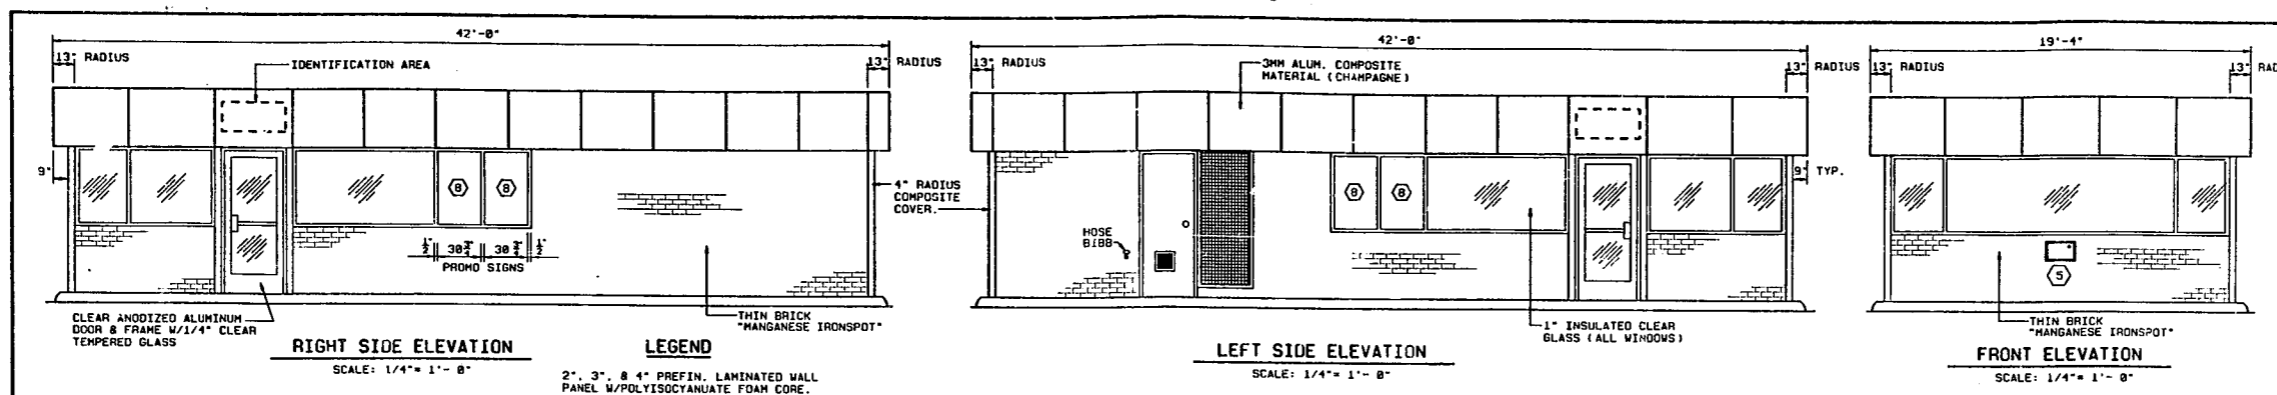 42'-0"
13" RADIUS
13" RADIUS
IDENTIFICATION AREA
9"
8
8
4" RADIUS
COMPOSITE
COVER.
1/2" 30 3/4" 30 3/4" 1/2"
PROMO SIGNS
CLEAR ANODIZED ALUMINUM
DOOR & FRAME W/1/4" CLEAR
TEMPERED GLASS
THIN BRICK
"MANGANESE IRONSPOT"
RIGHT SIDE ELEVATION
SCALE: 1/4"= 1'- 0"
LEGEND
2", 3", & 4" PREFIN. LAMINATED WALL
PANEL W/POLYISOCYANUATE FOAM CORE.
42'-0"
13" RADIUS
13" RADIUS
3MM ALUM. COMPOSITE
MATERIAL (CHAMPAGNE)
HOSE
BIBB
8
8
9" TYP.
1" INSULATED CLEAR
GLASS (ALL WINDOWS)
LEFT SIDE ELEVATION
SCALE: 1/4"= 1'- 0"
19'-4"
13" RADIUS
13" RAD
5
THIN BRICK
"MANGANESE IRONSPOT"
FRONT ELEVATION
SCALE: 1/4"= 1'- 0"